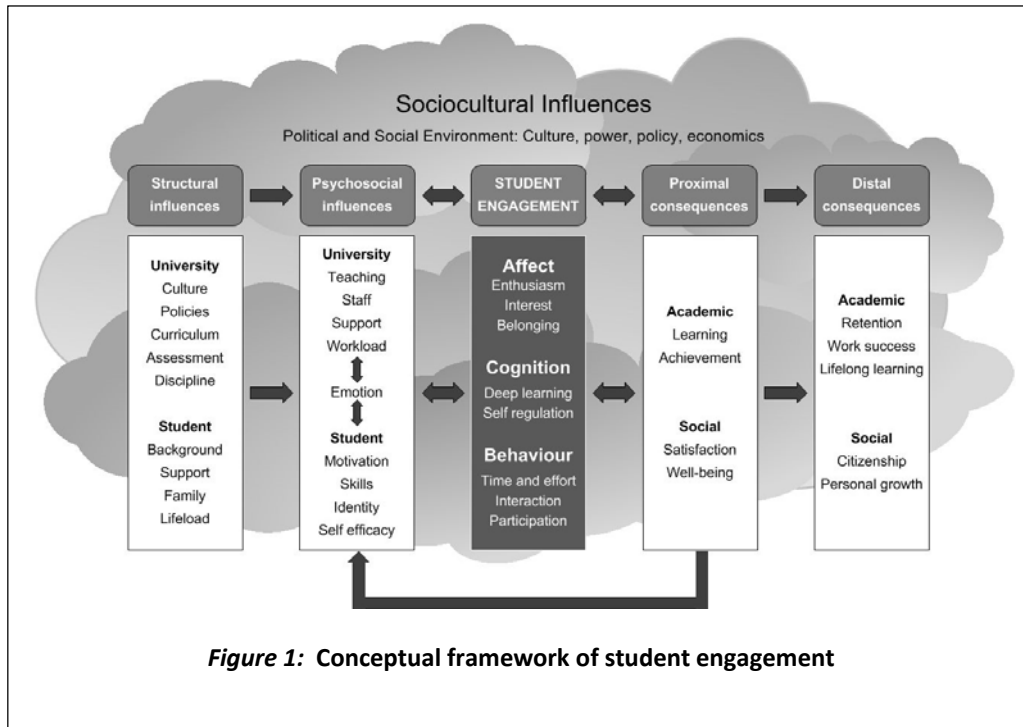 Sociocultural Influences
Political and Social Environment: Culture, power, policy, economics
Structural
influences
Psychosocial
influences
STUDENT
ENGAGEMENT
Proximal
consequences
Distal
consequences
University
Culture
Policies
Curriculum
Assessment
Discipline
Student
Background
Support
Family
Lifeload
University
Teaching
Staff
Support
Workload
Emotion
Student
Motivation
Skills
Identity
Self efficacy
Affect
Enthusiasm
Interest
Belonging
Cognition
Deep learning
Self regulation
Behaviour
Time and effort
Interaction
Participation
Academic
Learning
Achievement
Social
Satisfaction
Well-being
Academic
Retention
Work success
Lifelong learning
Social
Citizenship
Personal growth
Figure 1: Conceptual framework of student engagement